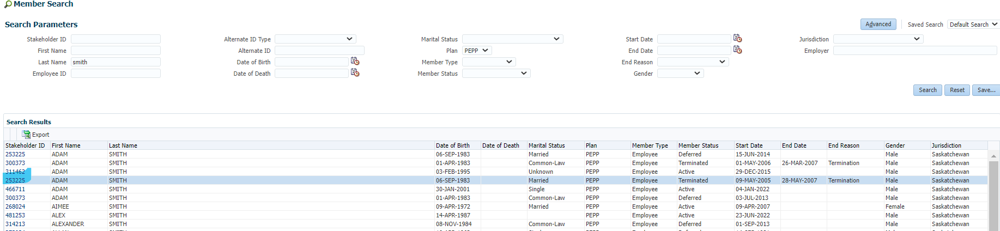 Member Search
Search Parameters
Advanced Saved Search Default Search
Stakeholder ID Alternate ID Type Marital Status Start Date Jurisdiction
First Name Alternate ID Plan PEPP End Date Employer
Last Name smith Date of Birth Member Type End Reason
Employee ID Date of Death Member Status Gender
Search Reset Save...
Search Results
Export
Stakeholder ID First Name Last Name Date of Birth Date of Death Marital Status Plan Member Type Member Status Start Date End Date End Reason Gender Jurisdiction
253225 ADAM SMITH 06-SEP-1983 Married PEPP Employee Deferred 15-JUN-2014 Male Saskatchewan
300373 ADAM SMITH 01-APR-1983 Common-Law PEPP Employee Terminated 01-MAY-2006 26-MAR-2007 Termination Male Saskatchewan
311462 ADAM SMITH 03-FEB-1995 Unknown PEPP Employee Active 29-DEC-2015 Male Saskatchewan
253225 ADAM SMITH 06-SEP-1983 Married PEPP Employee Terminated 09-MAY-2005 28-MAY-2007 Termination Male Saskatchewan
466711 ADAM SMITH 30-JAN-2001 Single PEPP Employee Active 04-JAN-2022 Male Saskatchewan
300373 ADAM SMITH 01-APR-1983 Common-Law PEPP Employee Deferred 03-JUL-2013 Male Saskatchewan
268024 AIMEE SMITH 09-APR-1972 Married PEPP Employee Active 09-APR-2007 Female Saskatchewan
481253 ALEX SMITH 14-APR-1987 PEPP Employee Active 23-JUN-2022 Male Saskatchewan
314213 ALEXANDER SMITH 08-NOV-1984 Common-Law PEPP Employee Deferred 01-SEP-2013 Male Saskatchewan